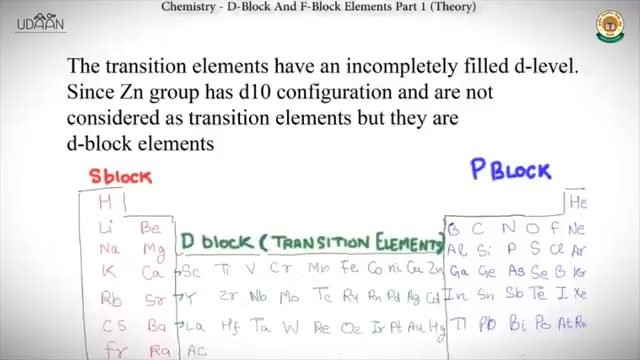 Chemistry - D-Block And F-Block Elements Part 1 (Theory)
UDAAN
The transition elements have an incompletely filled d-level.
Since Zn group has d10 configuration and are not
considered as transition elements but they are
d-block elements
S block
P BLOCK
H He
Li Be B C N O F Ne
D block (TRANSITION ELEMENTS)
Na Mg Al Si P S Cl Ar
K Ca Sc Ti V Cr Mn Fe Co Ni Cu Zn Ga Ge As Se B Kr
Rb Sr Y Zr Nb Mo Tc Ru Rn Pd Ag Cd In Sn Sb Te I Xe
CS Ba La Hf Ta W Re Oz Ir Pt Au Hg Tl Pb Bi Po At Rn
Fr Ra AC